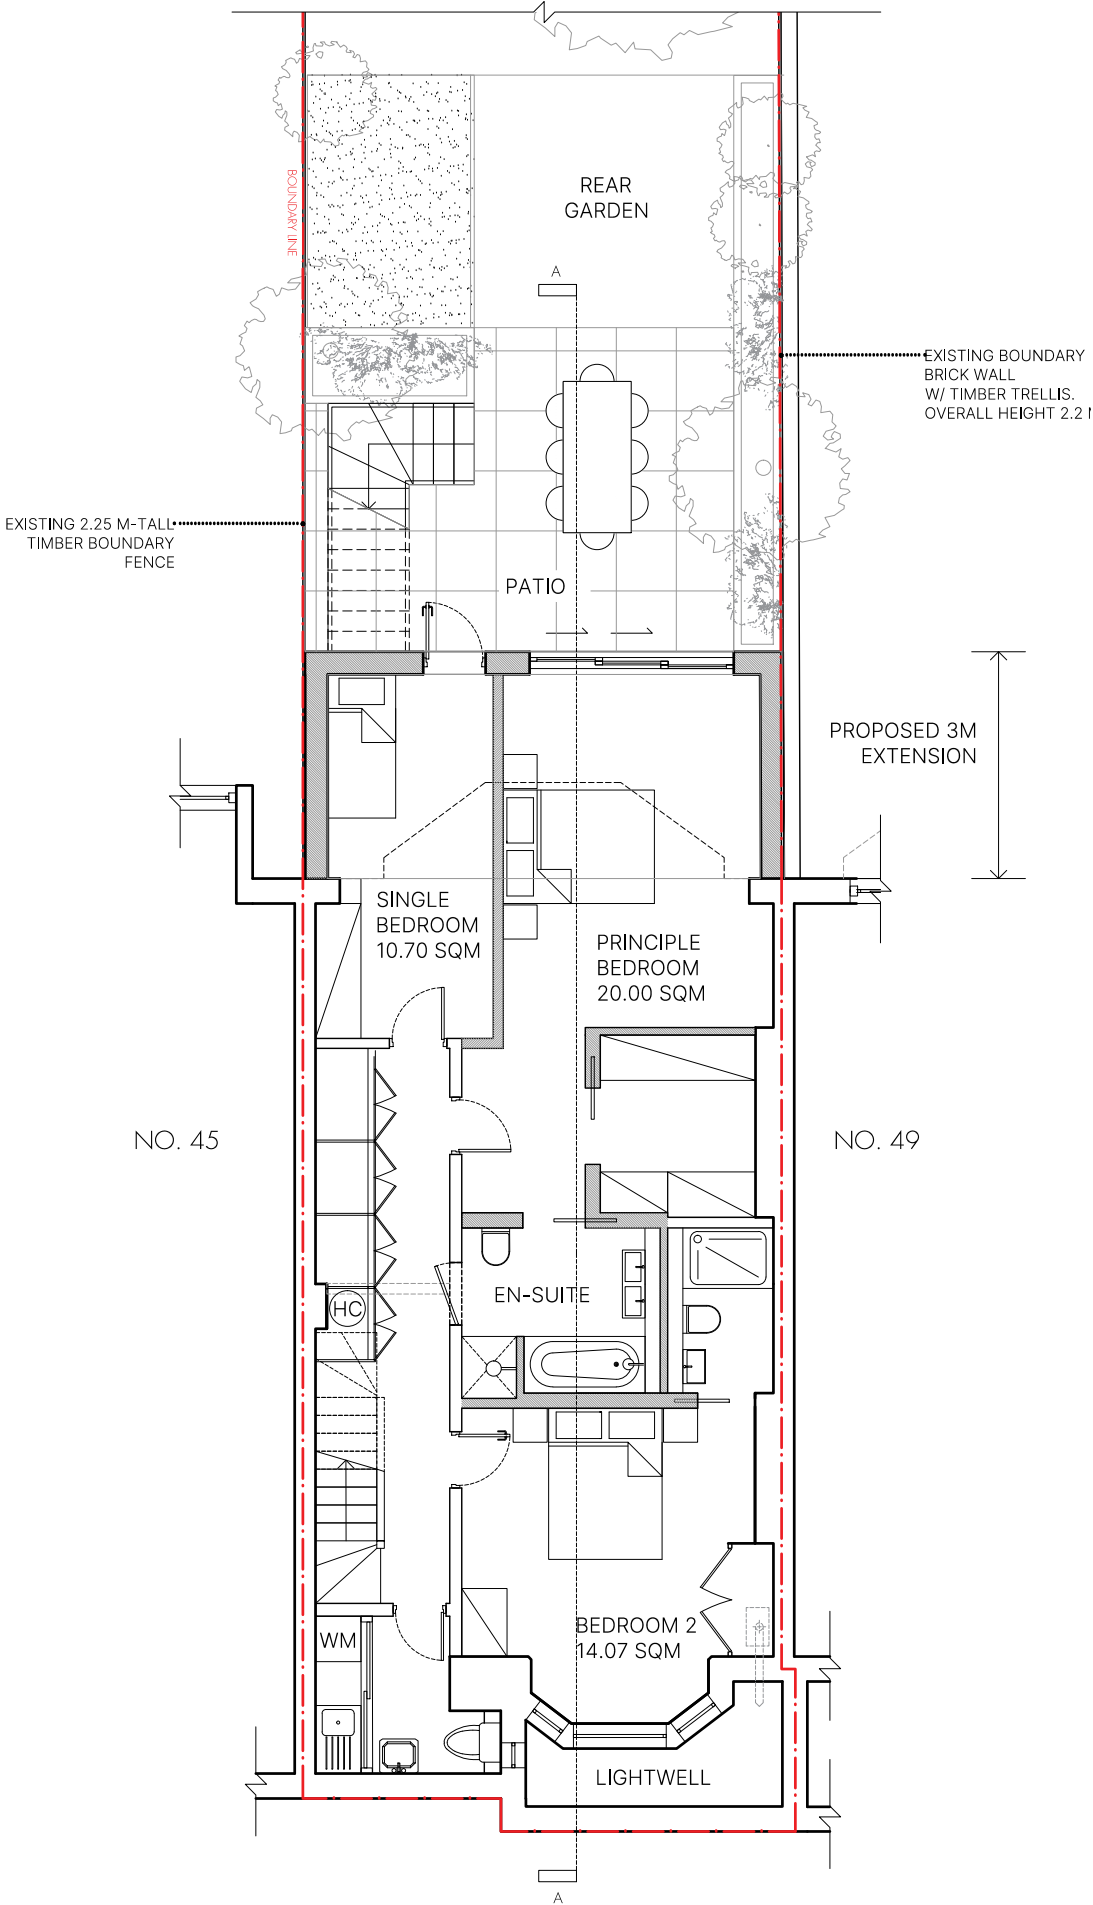 BOUNDARY LINE
REAR
GARDEN
A
EXISTING BOUNDARY
BRICK WALL
W/ TIMBER TRELLIS.
OVERALL HEIGHT 2.2
EXISTING 2.25 M-TALL
TIMBER BOUNDARY
FENCE
PATIO
PROPOSED 3M
EXTENSION
SINGLE
BEDROOM
10.70 SQM
PRINCIPLE
BEDROOM
20.00 SQM
NO. 45
NO. 49
EN-SUITE
HC
BEDROOM 2
14.07 SQM
WM
LIGHTWELL
A